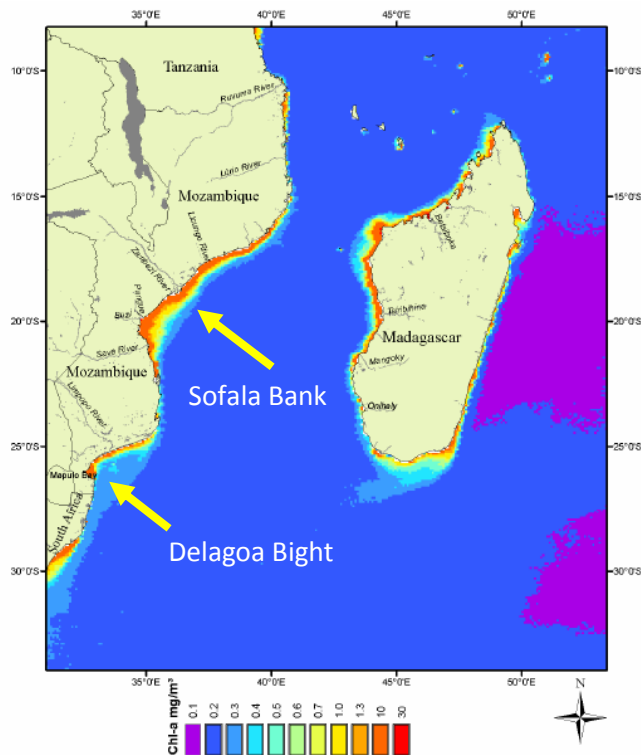 35°0'E 40°0'E 45°0'E 50°0'E
Tanzania
10°0'S 10°0'S
Ruvuma River
Lúrio River
15°0'S 15°0'S
Mozambique
Licungo River
Betsiboka
Zambezi River
Pungue
Buzi
Tsiribihina
20°0'S 20°0'S
Madagascar
Save River
Mangoky
Mozambique
Sofala Bank
Limpopo River
Onilahy
25°0'S 25°0'S
Maputo Bay
South Africa
Delagoa Bight
30°0'S 30°0'S
35°0'E 40°0'E 45°0'E 50°0'E
N
Chl-a mg/m³
0.1 0.2 0.3 0.4 0.5 0.6 0.7 1.0 1.3 10 30